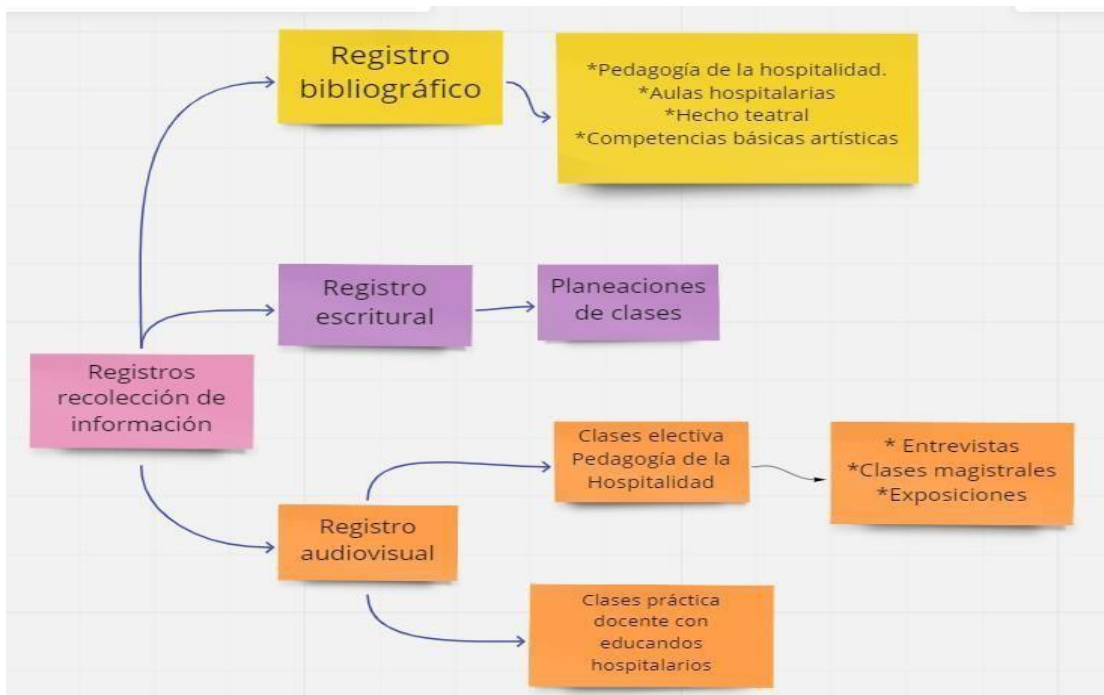 Registro
bibliográfico
*Pedagogía de la hospitalidad.
*Aulas hospitalarias
*Hecho teatral
*Competencias básicas artísticas
Registro
escritural
Planeaciones
de clases
Registros
recolección de
información
Registro
audiovisual
Clases electiva
Pedagogía de la
Hospitalidad
* Entrevistas
*Clases magistrales
*Exposiciones
Clases práctica
docente con
educandos
hospitalarios